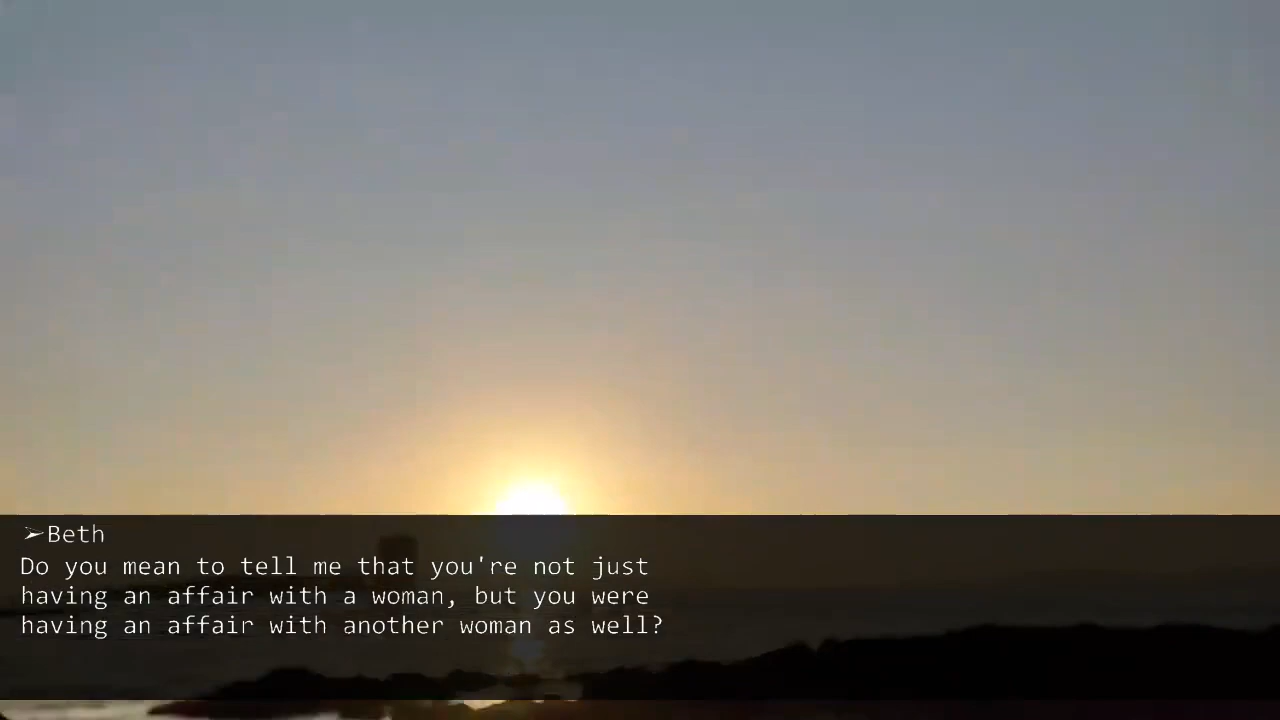 ➢Beth
Do you mean to tell me that you're not just
having an affair with a woman, but you were
having an affair with another woman as well?